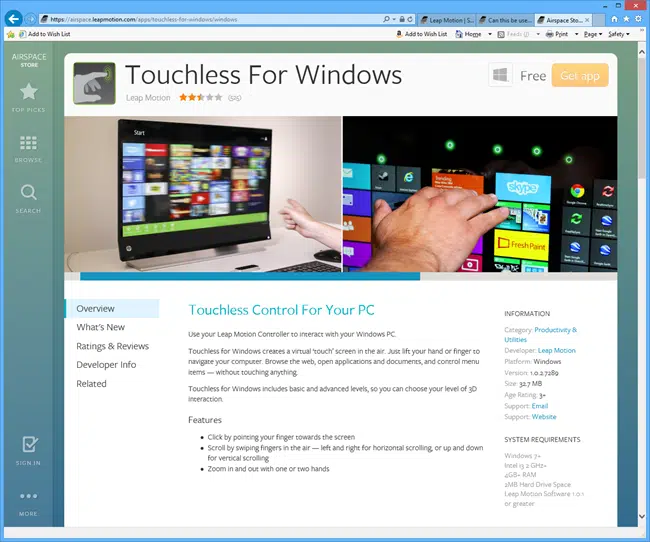 https://airspace.leapmotion.com/apps/touchless-for-windows/windows
Leap Motion | S...
Can this be use...
Airspace Sto...
Add to Wish List
Add to Wish List
Home
Feeds (J)
Print
Page
Safety
AIRSPACE
STORE
TOP PICKS
BROWSE
SEARCH
SIGN IN
MORE
Touchless For Windows
Leap Motion
(515)
Free
Get app
Start
Skype
Google Chrome
Fresh Paint
Overview
What's New
Ratings & Reviews
Developer Info
Related
Touchless Control For Your PC
Use your Leap Motion Controller to interact with your Windows PC.
Touchless for Windows creates a virtual 'touch' screen in the air. Just lift your hand or finger to
navigate your computer. Browse the web, open applications and documents, and control menu
items — without touching anything.
Touchless for Windows includes basic and advanced levels, so you can choose your level of 3D
interaction.
Features
Click by pointing your finger towards the screen
Scroll by swiping fingers in the air — left and right for horizontal scrolling, or up and down
for vertical scrolling
Zoom in and out with one or two hands
INFORMATION
Category: Productivity &
Utilities
Developer: Leap Motion
Platform: Windows
Version: 1.0.2.7289
Size: 32.7 MB
Age Rating: 3+
Support: Email
Support: Website
SYSTEM REQUIREMENTS
Windows 7+
Intel i3 2 GHz+
4GB+ RAM
2MB Hard Drive Space
Leap Motion Software 1.0.1
or greater